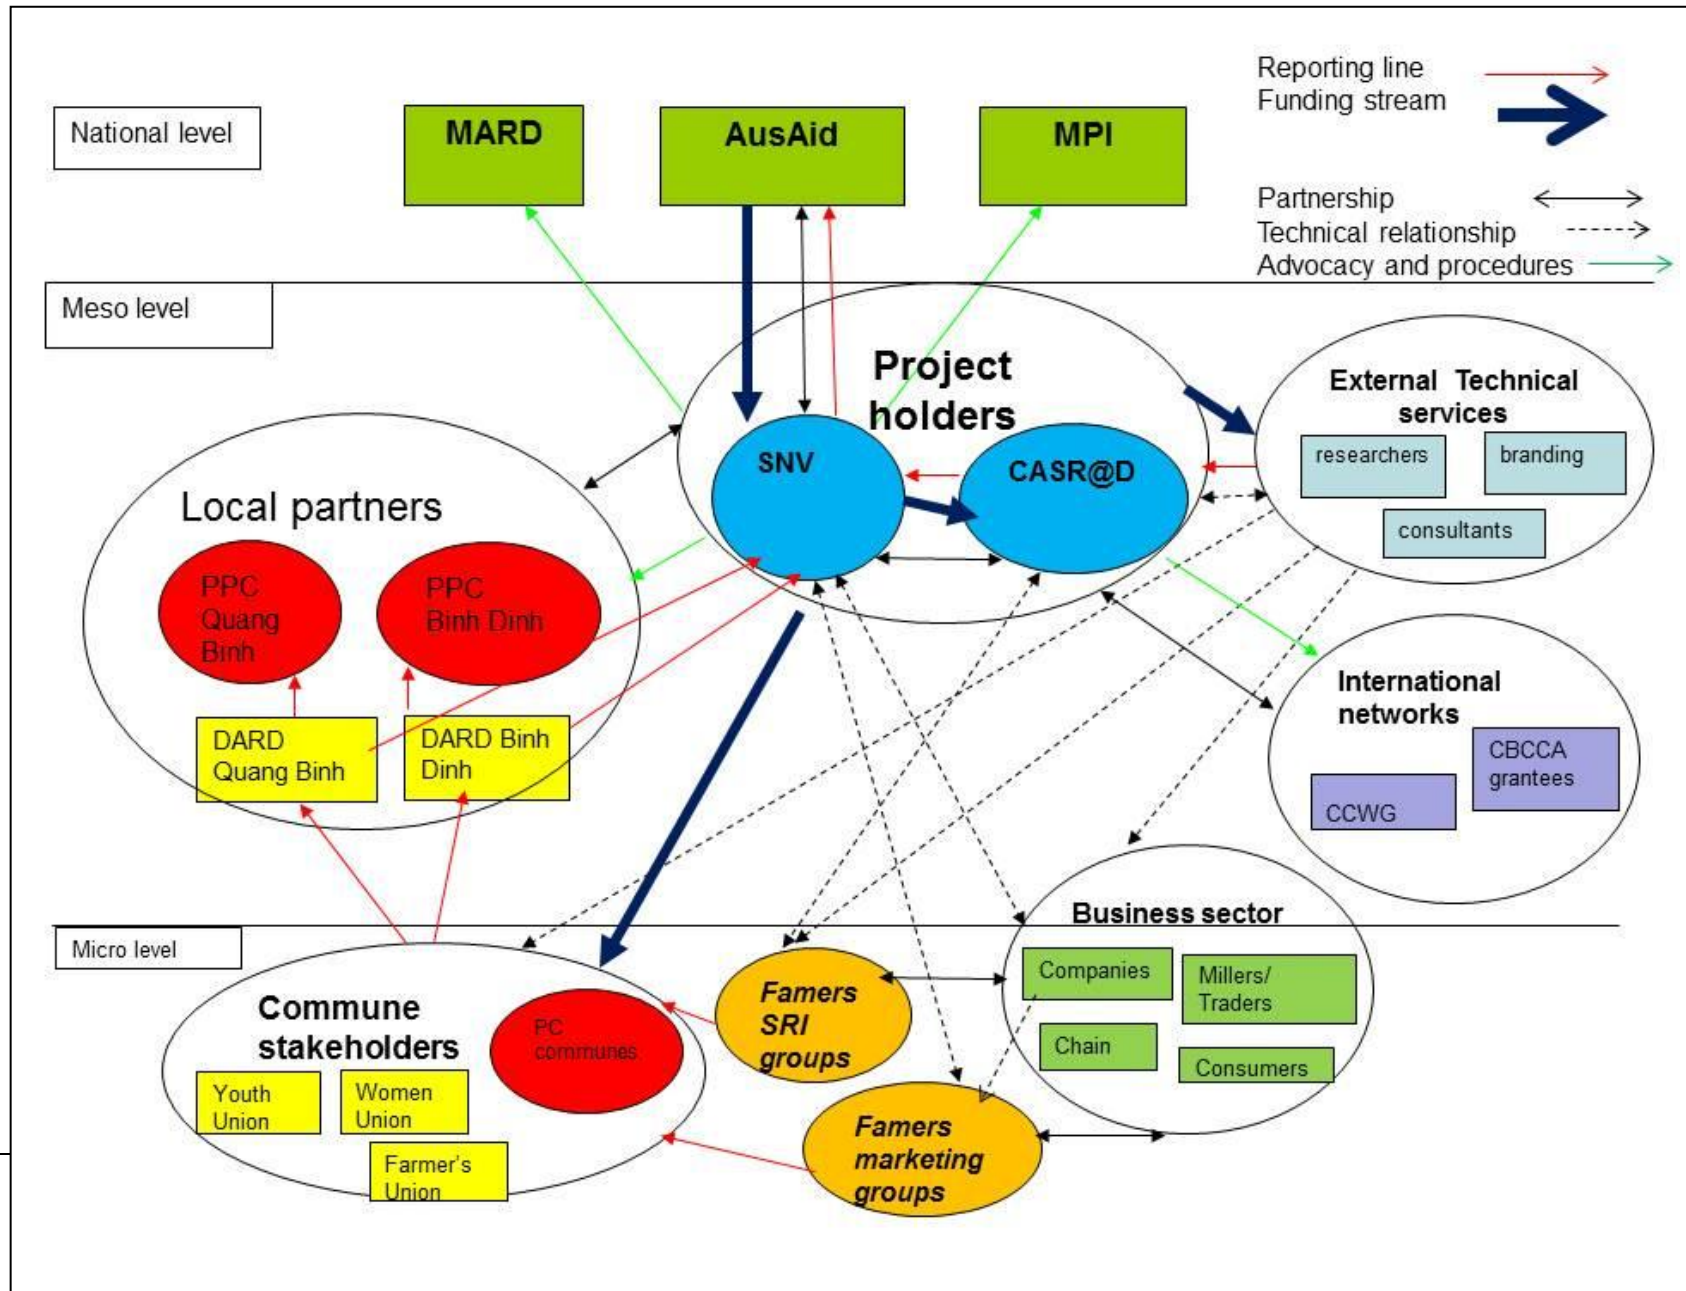 Reporting line
Funding stream
National level
MARD
AusAid
MPI
Partnership
Technical relationship
Advocacy and procedures
Meso level
Project
holders
External Technical
services
researchers
branding
consultants
SNV
CASR@D
Local partners
PPC
Quang
Binh
PPC
Binh Dinh
DARD
Quang Binh
DARD Binh
Dinh
International
networks
CBCCA
grantees
CCWG
Micro level
Business sector
Companies
Millers/
Traders
Chain
Consumers
Commune
stakeholders
PC
communes
Famers
SRI
groups
Youth
Union
Women
Union
Farmer's
Union
Famers
marketing
groups